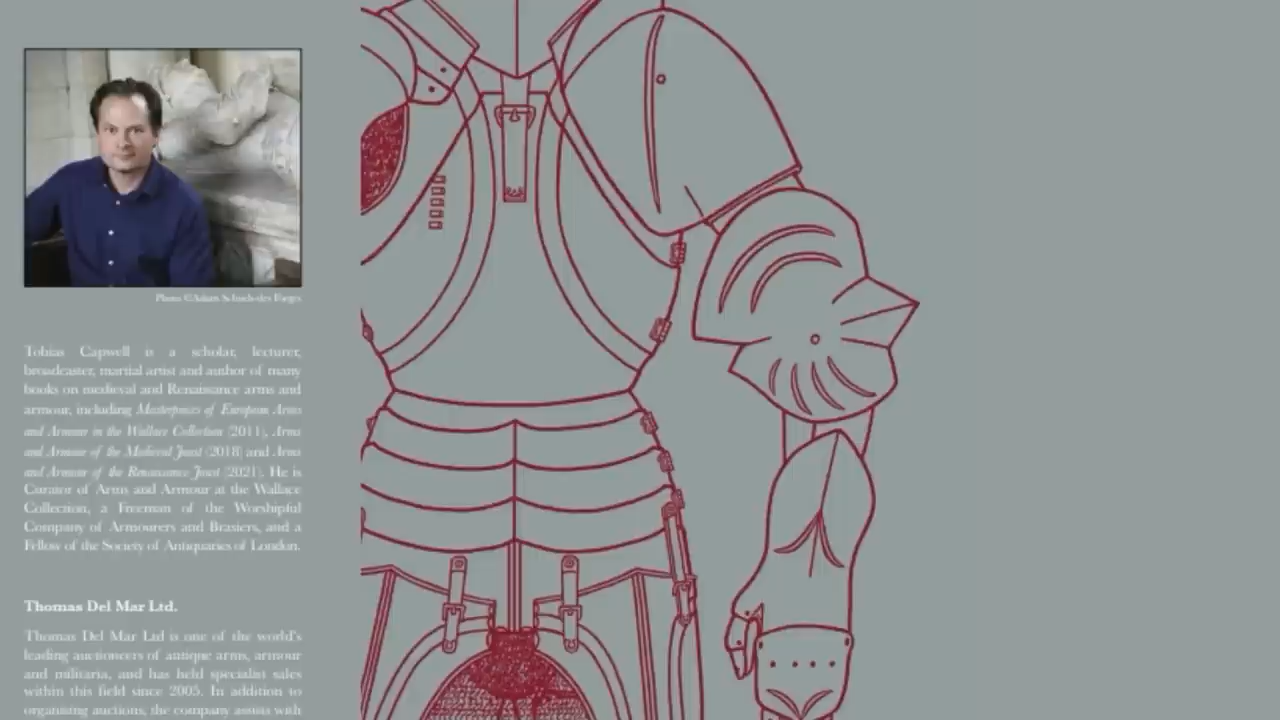 Photo ©Adam Schuch-des Forges
Tobias Capwell is a scholar, lecturer,
broadcaster, martial artist and author of many
books on medieval and Renaissance arms and
armour, including Masterpieces of European Arms
and Armour in the Wallace Collection (2011), Arms
and Armour of the Medieval Joust (2018) and Arms
and Armour of the Renaissance Joust (2021). He is
Curator of Arms and Armour at the Wallace
Collection, a Freeman of the Worshipful
Company of Armourers and Brasiers, and a
Fellow of the Society of Antiquaries of London.
Thomas Del Mar Ltd.
Thomas Del Mar Ltd is one of the world's
leading auctioneers of antique arms, armour
and militaria, and has held specialist sales
within this field since 2005. In addition to
organising auctions, the company assists with